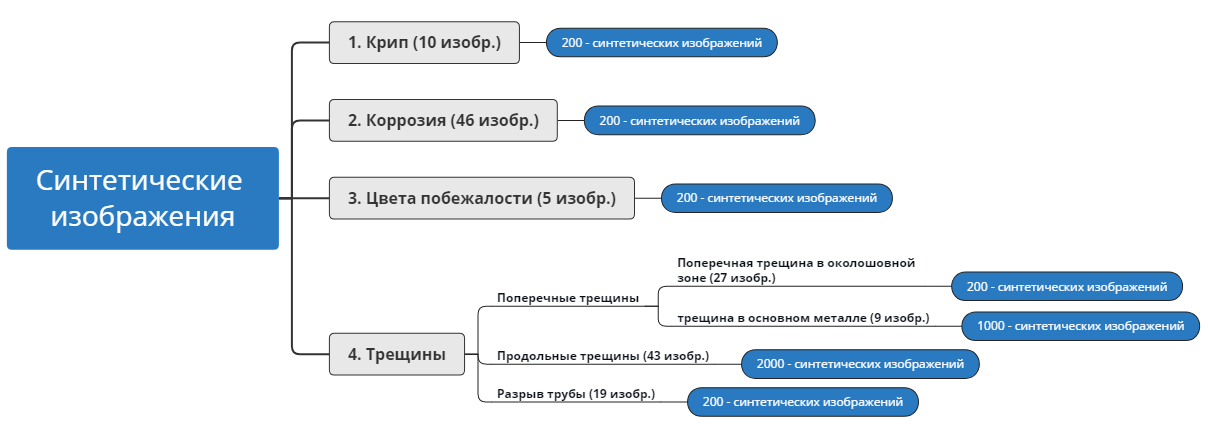 Синтетические
изображения
1. Крип (10 изобр.)
200 - синтетических изображений
2. Коррозия (46 изобр.)
200 - синтетических изображений
3. Цвета побежалости (5 изобр.)
200 - синтетических изображений
4. Трещины
Поперечные трещины
Поперечная трещина в околошовной
зоне (27 изобр.)
200 - синтетических изображений
трещина в основном металле (9 изобр.)
1000 - синтетических изображений
Продольные трещины (43 изобр.)
2000 - синтетических изображений
Разрыв трубы (19 изобр.)
200 - синтетических изображений